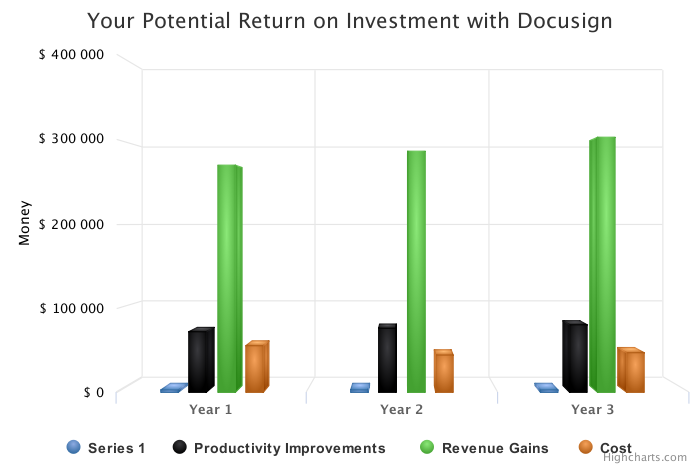 Your Potential Return on Investment with Docusign
$ 400 000
$ 300 000
$ 200 000
$ 100 000
$ 0
Money
Year 1
Year 2
Year 3
Series 1
Productivity Improvements
Revenue Gains
Cost
Highcharts.com